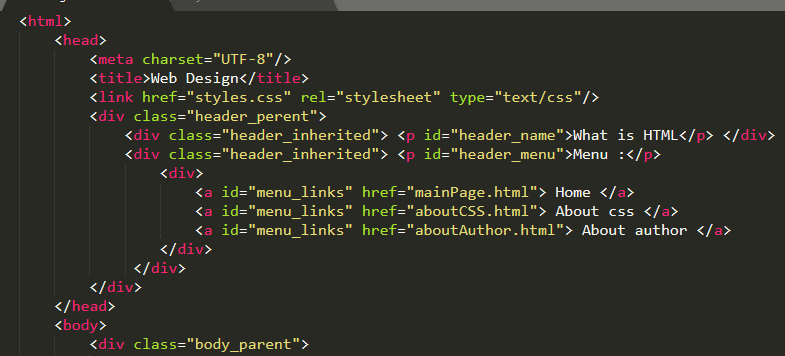 <html>
<head>
<meta charset="UTF-8"/>
<title>Web Design</title>
<link href="styles.css" rel="stylesheet" type="text/css"/>
<div class="header_perent">
<div class="header_inherited"> <p id="header_name">What is HTML</p> </div>
<div class="header_inherited"> <p id="header_menu">Menu :</p>
<div>
<a id="menu_links" href="mainPage.html"> Home </a>
<a id="menu_links" href="aboutCSS.html"> About css </a>
<a id="menu_links" href="aboutAuthor.html"> About author </a>
</div>
</div>
</div>
</head>
<body>
<div class="body_parent">